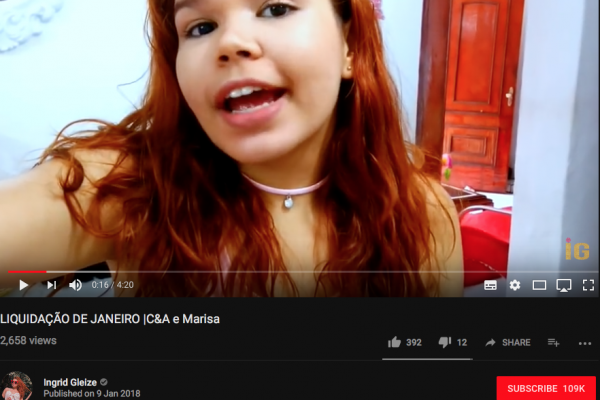 iG
0:16 / 4:20
LIQUIDAÇÃO DE JANEIRO |C&A e Marisa
2,658 views
392
12
SHARE
Ingrid Gleize
Published on 9 Jan 2018
SUBSCRIBE 109K